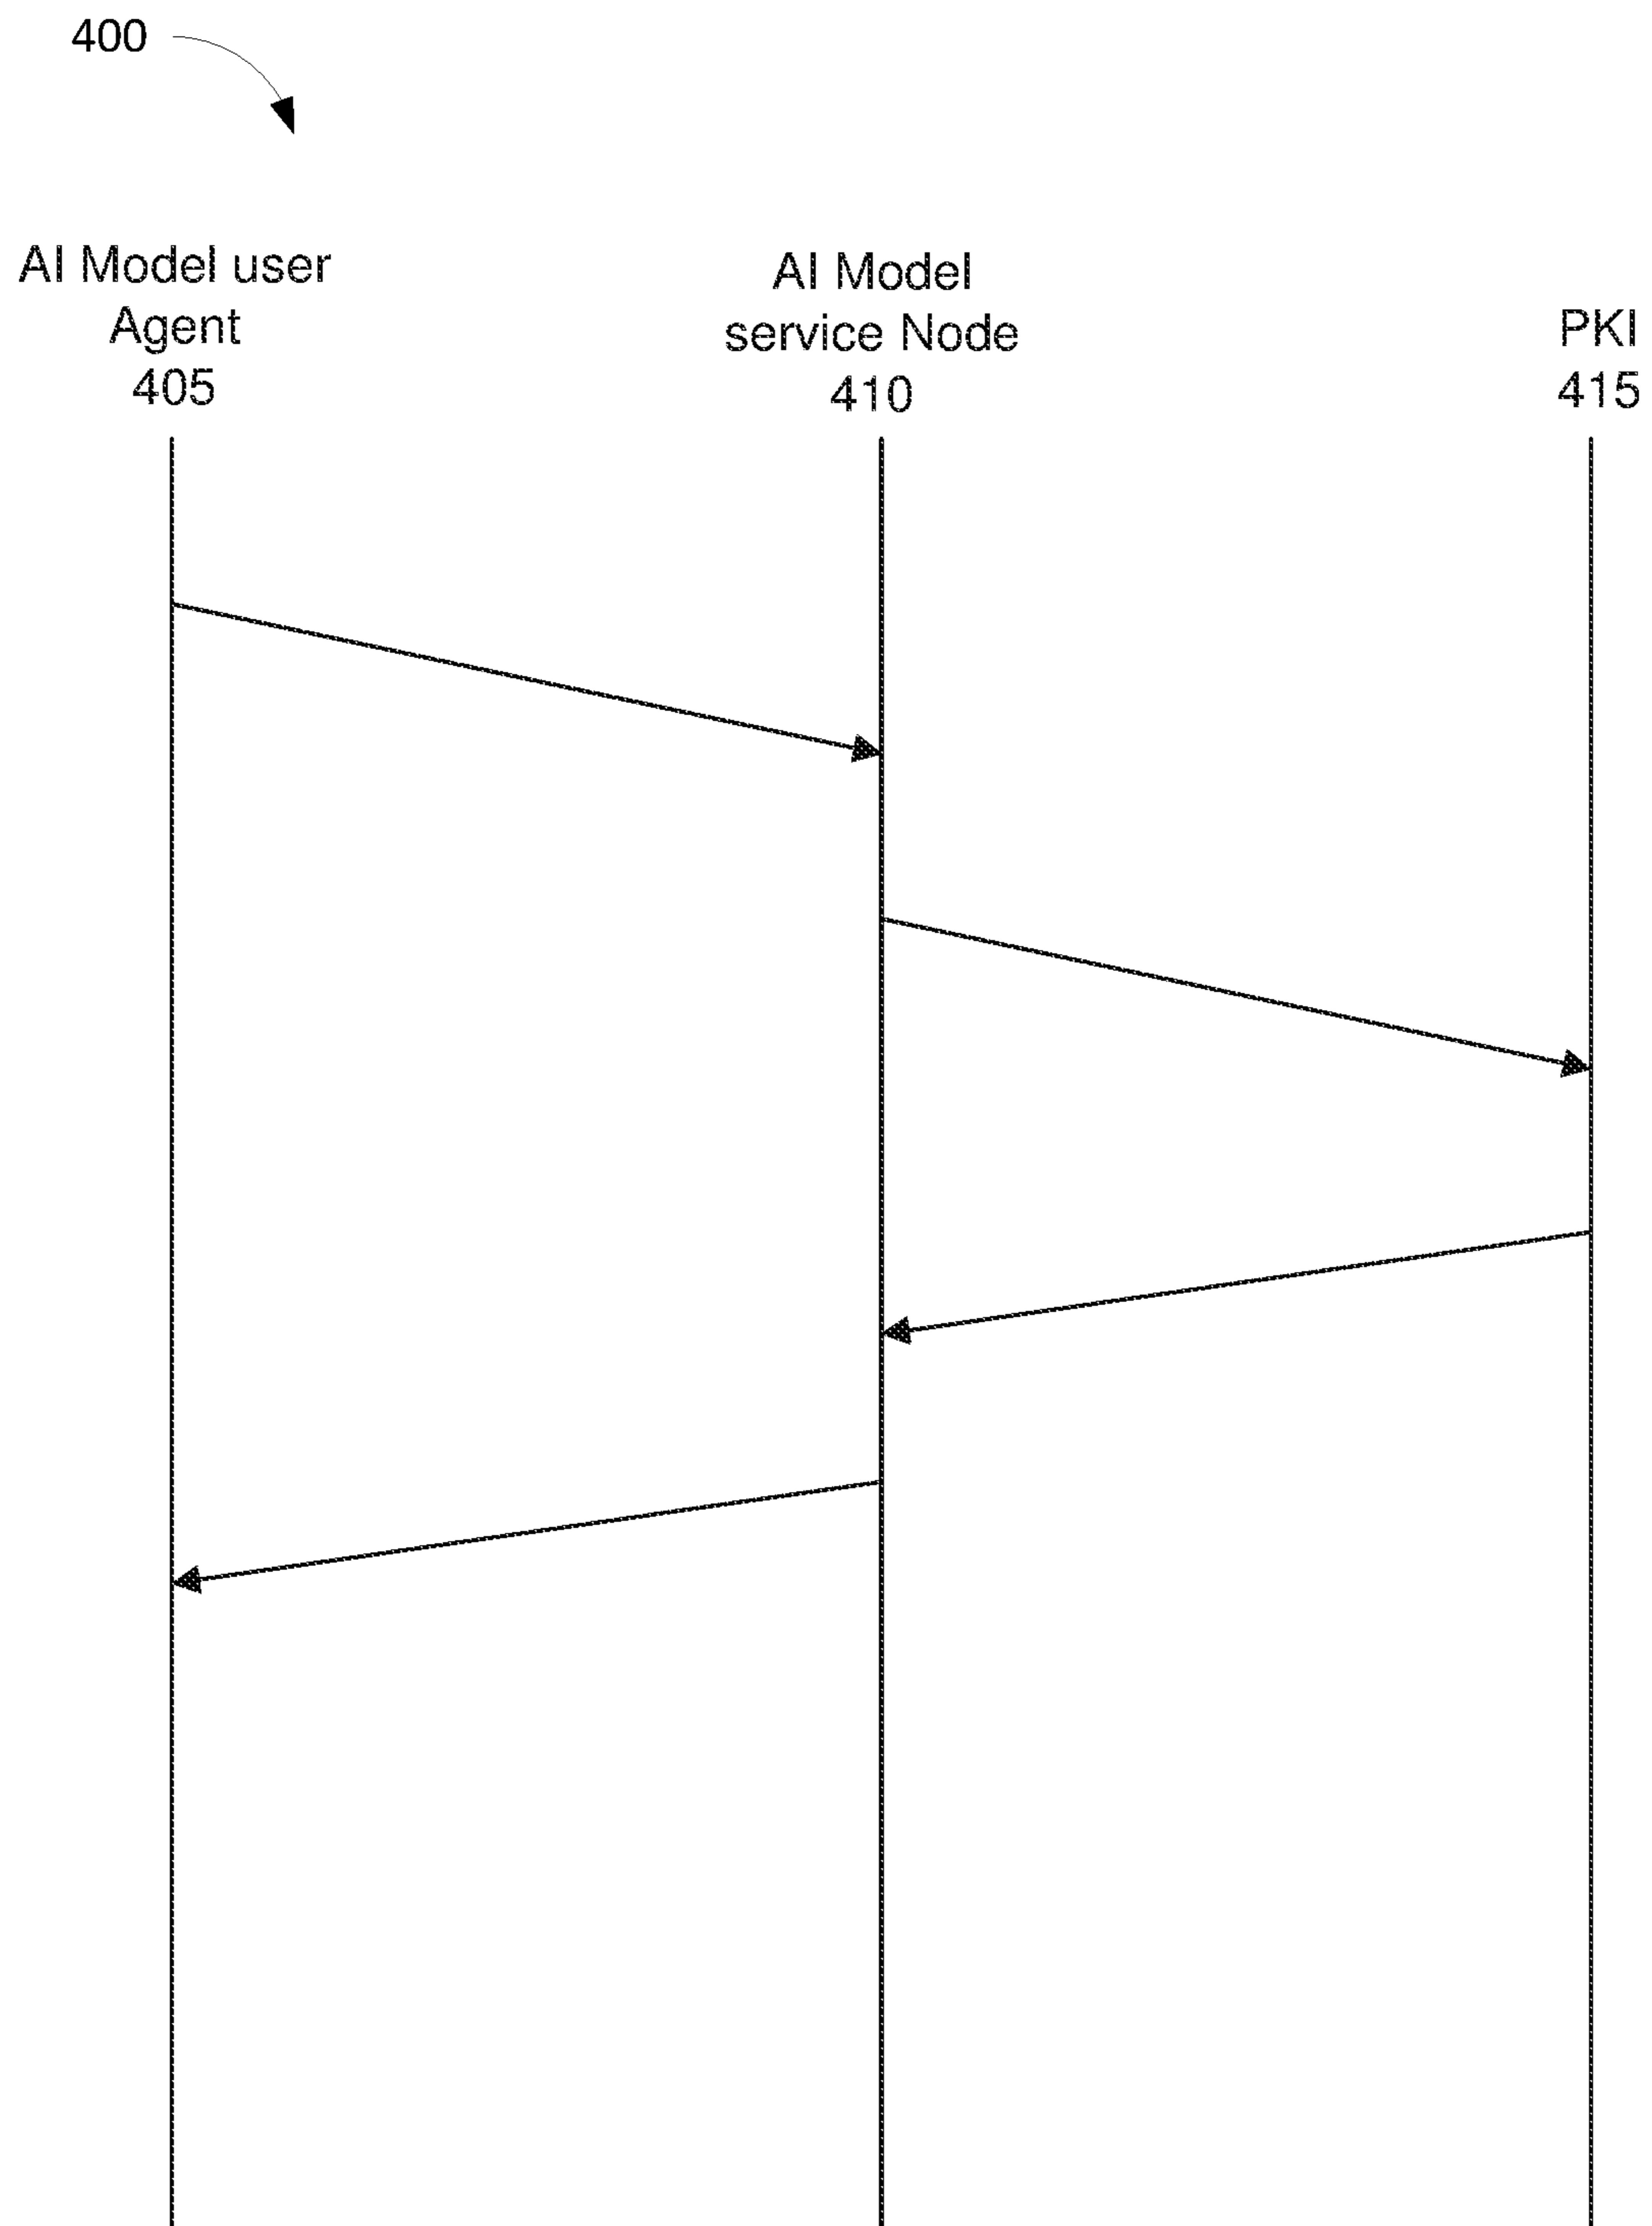 400
AI Model user
Agent
405
AI Model
service Node
410
PKI
415